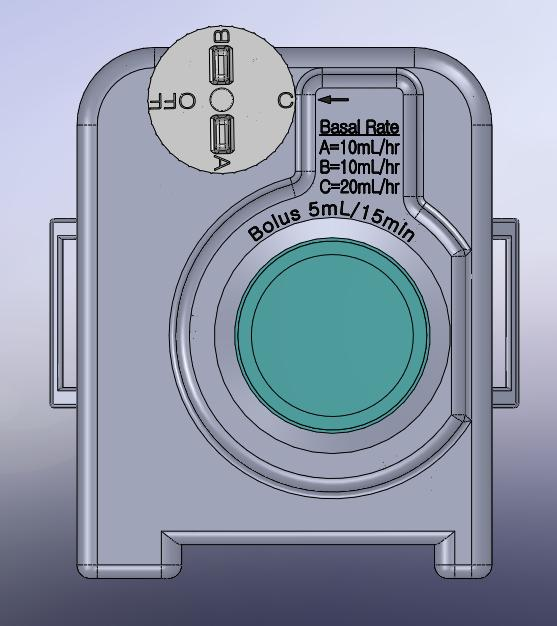 B
OFF
C
A
Basal Rate
A=10mL/hr
B=10mL/hr
C=20mL/hr
Bolus 5mL/15min